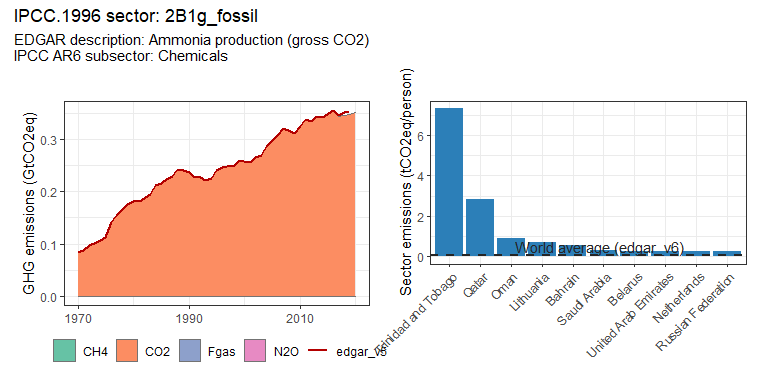 IPCC.1996 sector: 2B1g_fossil
EDGAR description: Ammonia production (gross CO2)
IPCC AR6 subsector: Chemicals
GHG emissions (GtCO2eq)
0.3
0.2
0.1
0.0
1970
1990
2010
CH4
CO2
Fgas
N2O
edgar_v5
Sector emissions (tCO2eq/person)
6
4
2
0
World average (edgar_v6)
Trinidad and Tobago
Qatar
Oman
Lithuania
Bahrain
Saudi Arabia
Belarus
United Arab Emirates
Netherlands
Russian Federation